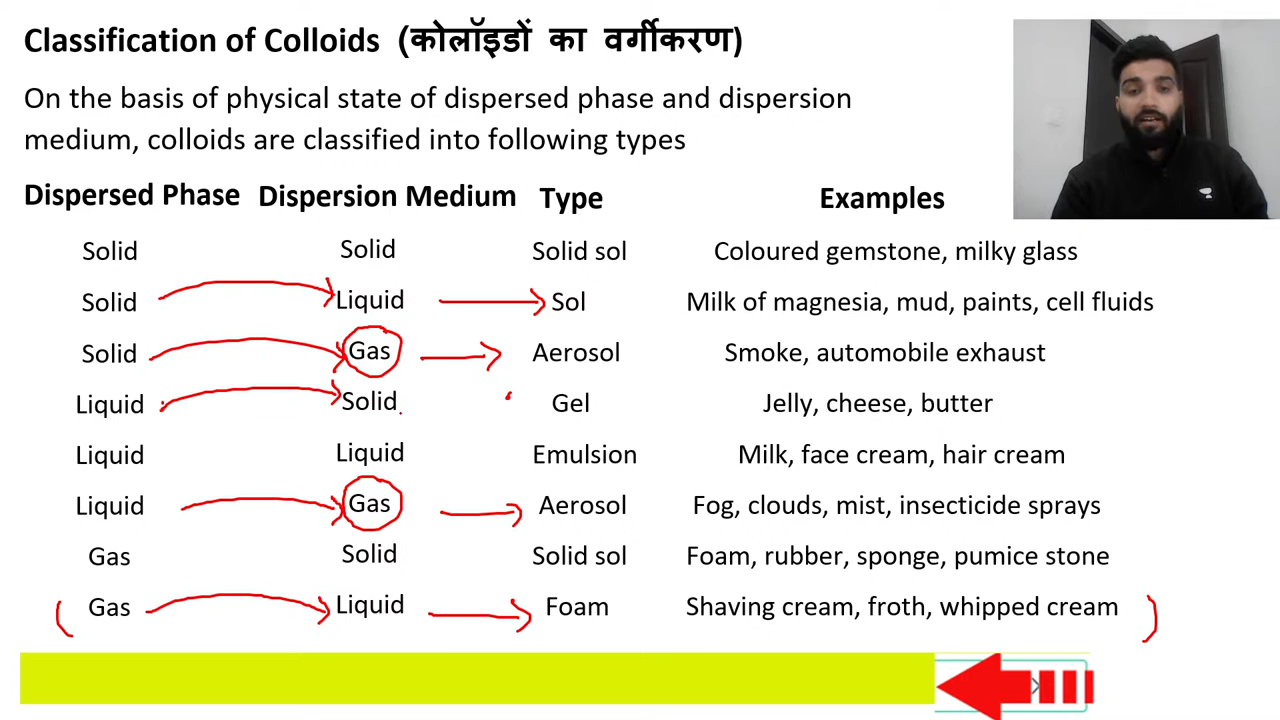 Classification of Colloids (कोलॉइडों का वर्गीकरण)
On the basis of physical state of dispersed phase and dispersion
medium, colloids are classified into following types
Dispersed Phase Dispersion Medium Type Examples
Solid Solid Solid sol Coloured gemstone, milky glass
Solid Liquid Sol Milk of magnesia, mud, paints, cell fluids
Solid Gas Aerosol Smoke, automobile exhaust
Liquid Solid Gel Jelly, cheese, butter
Liquid Liquid Emulsion Milk, face cream, hair cream
Liquid Gas Aerosol Fog, clouds, mist, insecticide sprays
Gas Solid Solid sol Foam, rubber, sponge, pumice stone
Gas Liquid Foam Shaving cream, froth, whipped cream